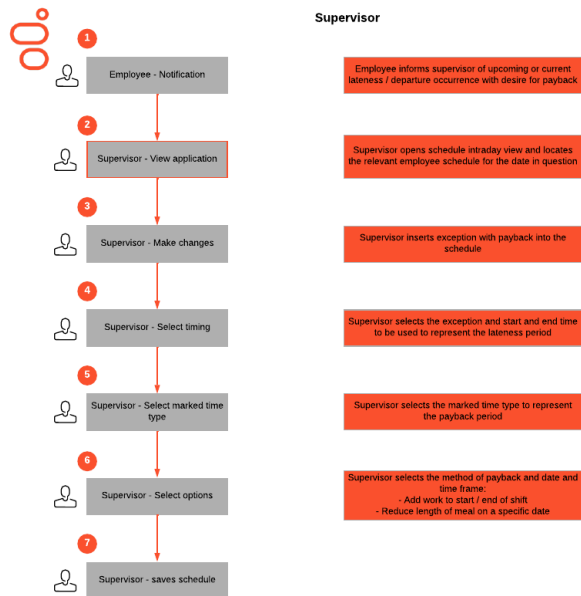 Supervisor
1
Employee - Notification
Employee informs supervisor of upcoming or current
lateness / departure occurrence with desire for payback
2
Supervisor - View application
Supervisor opens schedule intraday view and locates
the relevant employee schedule for the date in question
3
Supervisor - Make changes
Supervisor inserts exception with payback into the
schedule
4
Supervisor - Select timing
Supervisor selects the exception and start and end time
to be used to represent the lateness period
5
Supervisor - Select marked time
type
Supervisor selects the marked time type to represent
the payback period
6
Supervisor - Select options
Supervisor selects the method of payback and date and
time frame:
- Add work to start / end of shift
- Reduce length of meal on a specific date
7
Supervisor - saves schedule